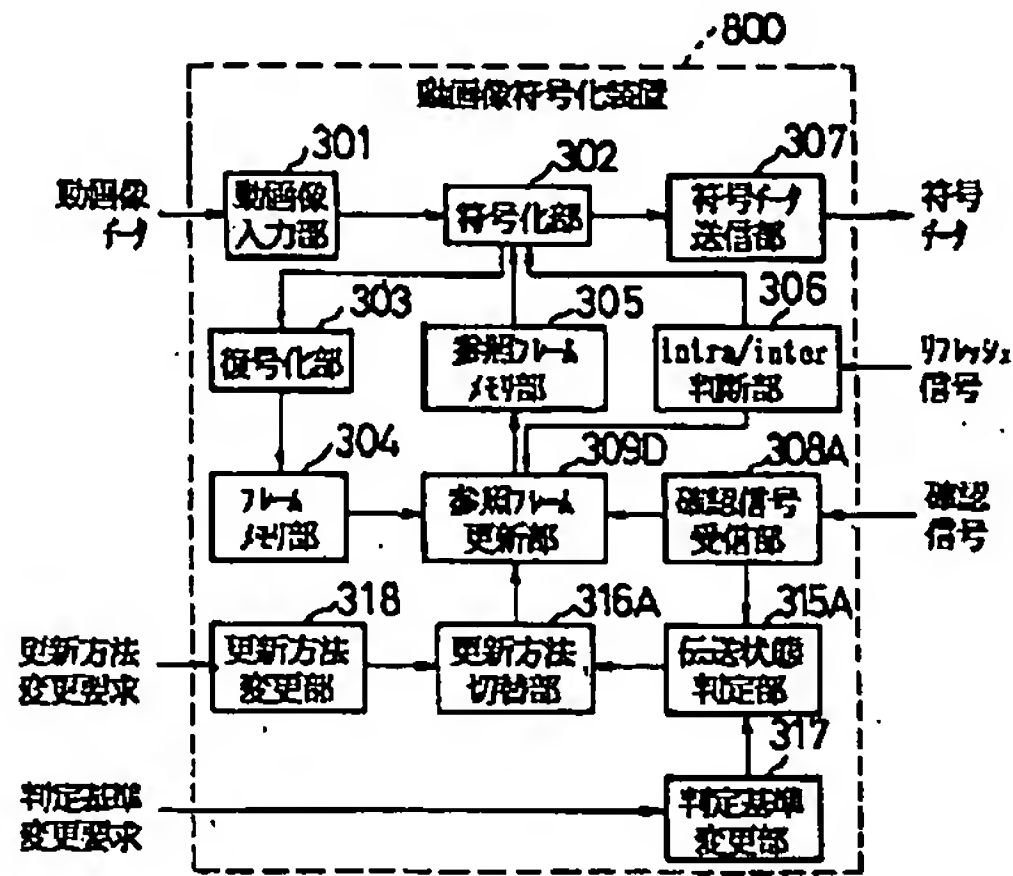 800
動画像符号化装置
301
302
307
動画像
データ
動画像
入力部
符号化部
符号データ
送信部
符号
データ
303
305
306
復号化部
参照フレーム
メモリ部
Intra/inter
判断部
リフレッシュ
信号
304
309D
308A
フレーム
メモリ部
参照フレーム
更新部
確認信号
受信部
確認
信号
318
316A
315A
更新方法
変更要求
更新方法
変更部
更新方法
切替部
伝送状態
判定部
317
判定基準
変更要求
判定基準
変更部